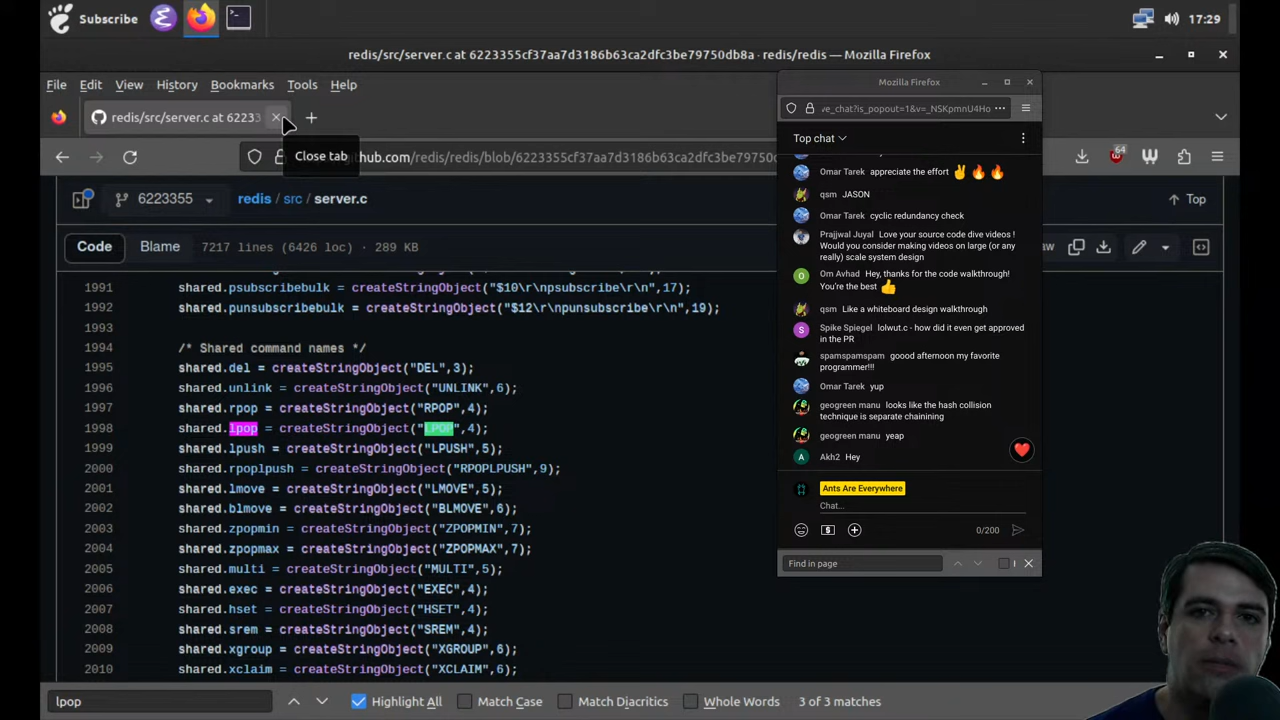 Subscribe
17:29
redis/src/server.c at 6223355cf37aa7d3186b63ca6dfc3be79750db8a · redis/redis — Mozilla Firefox
File Edit View History Bookmarks Tools Help
redis/src/server.c at 62233
Close tab
hub.com/redis/redis/blob/6223355cf37aa7d3186b63ca6dfc3be79750dc
64
6223355
redis / src / server.c
Top
Code Blame 7217 lines (6426 loc) · 289 KB
1991 shared.psubscribebulk = createStringObject("$10\r\npsubscribe\r\n",17);
1992 shared.punsubscribebulk = createStringObject("$12\r\npunsubscribe\r\n",19);
1993
1994 /* Shared command names */
1995 shared.del = createStringObject("DEL",3);
1996 shared.unlink = createStringObject("UNLINK",6);
1997 shared.rpop = createStringObject("RPOP",4);
1998 shared.lpop = createStringObject("LPOP",4);
1999 shared.lpush = createStringObject("LPUSH",5);
2000 shared.rpoplpush = createStringObject("RPOPLPUSH",9);
2001 shared.lmove = createStringObject("LMOVE",5);
2002 shared.blmove = createStringObject("BLMOVE",6);
2003 shared.zpopmin = createStringObject("ZPOPMIN",7);
2004 shared.zpopmax = createStringObject("ZPOPMAX",7);
2005 shared.multi = createStringObject("MULTI",5);
2006 shared.exec = createStringObject("EXEC",4);
2007 shared.hset = createStringObject("HSET",4);
2008 shared.srem = createStringObject("SREM",4);
2009 shared.xgroup = createStringObject("XGROUP",6);
2010 shared.xclaim = createStringObject("XCLAIM",6);
Mozilla Firefox
ve_chat?is_popout=1&v=_NSKpmnU4Ho
Top chat
Omar Tarek appreciate the effort ✌🔥🔥
qsm JASON
Omar Tarek cyclic redundancy check
Prajjwal Juyal Love your source code dive videos !
Would you consider making videos on large (or any
really) scale system design
Om Avhad Hey, thanks for the code walkthrough!
You're the best 👍
qsm Like a whiteboard design walkthrough
Spike Spiegel lolwut.c - how did it even get approved
in the PR
spamspamspam goood afternoon my favorite
programmer!!!
Omar Tarek yup
geogreen manu looks like the hash collision
technique is separate chainining
geogreen manu yeap
Akh2 Hey
Ants Are Everywhere
Chat...
0/200
Find in page
lpop Highlight All Match Case Match Diacritics Whole Words 3 of 3 matches